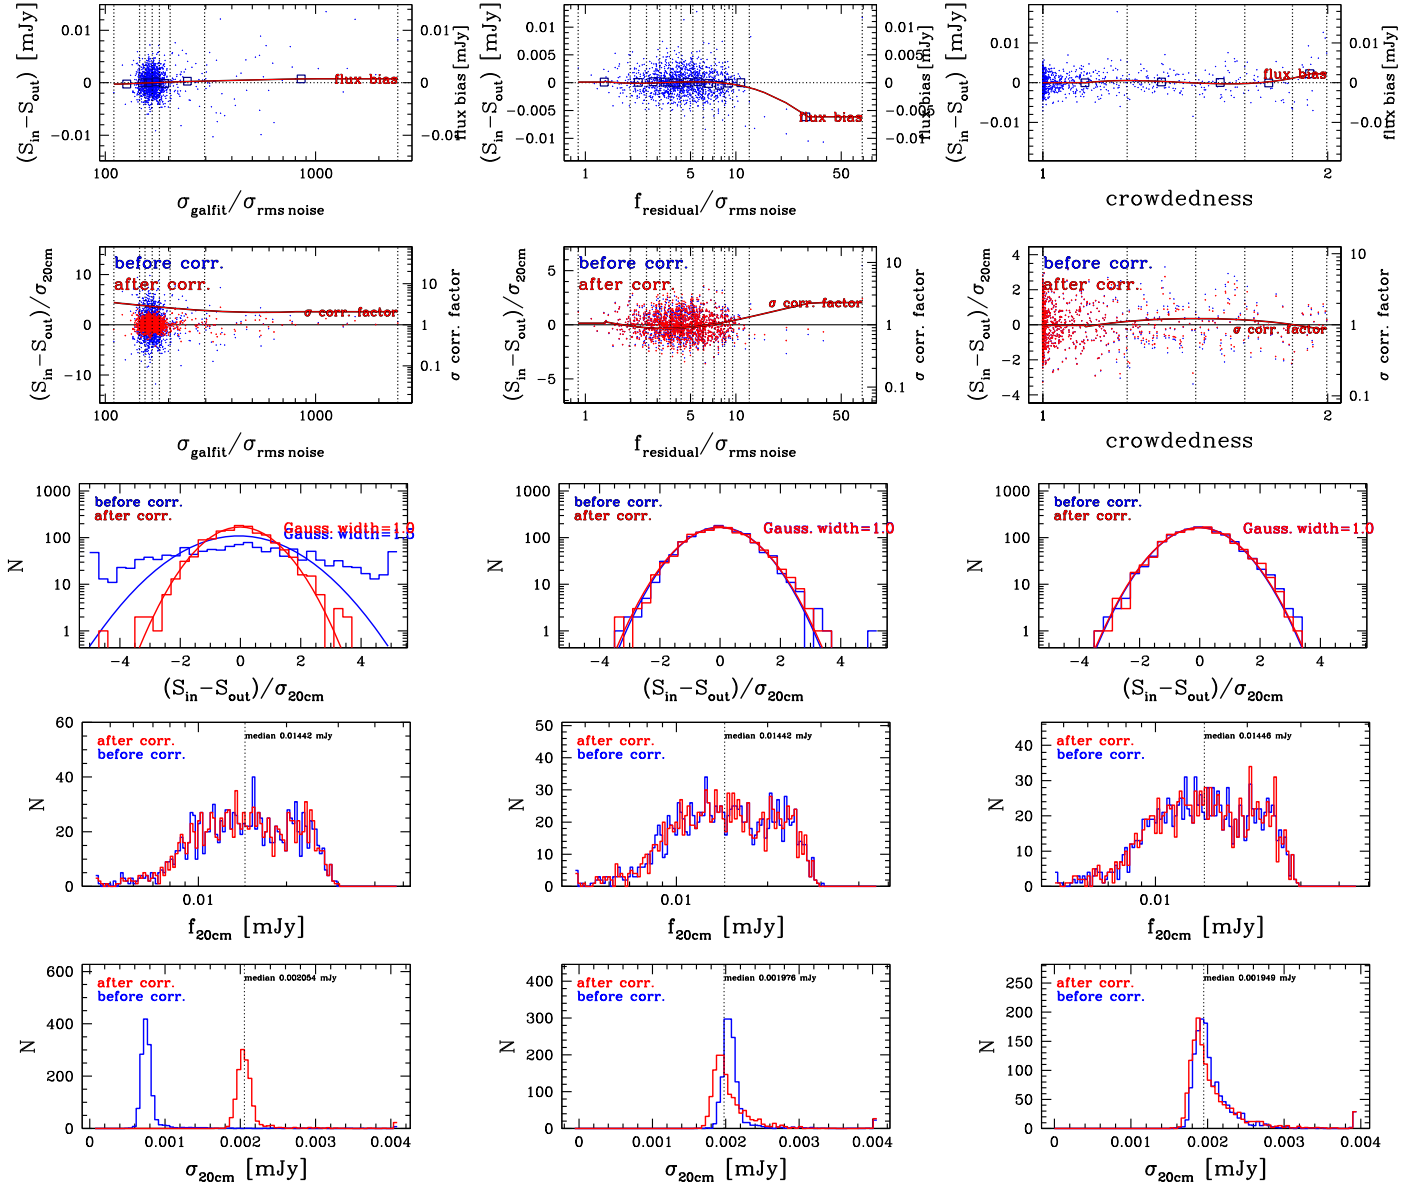 (S_in−S_out) [mJy]
0.01
0
−0.01
0.01
0
−0.01
flux bias [mJy]
flux bias
100
1000
σ_galfit/σ_rms noise
(S_in−S_out) [mJy]
0.01
0.005
0
−0.005
−0.01
0.01
0.005
0
−0.005
−0.01
flux bias [mJy]
flux bias
1
5
10
50
f_residual/σ_rms noise
(S_in−S_out) [mJy]
0.01
0
−0.01
0.01
0
−0.01
flux bias [mJy]
flux bias
1
2
crowdedness
(S_in−S_out)/σ_20cm
10
0
−10
before corr.
after corr.
σ corr. factor
10
1
0.1
σ corr. factor
100
1000
σ_galfit/σ_rms noise
(S_in−S_out)/σ_20cm
5
0
−5
before corr.
after corr.
σ corr. factor
10
1
0.1
σ corr. factor
1
5
10
50
f_residual/σ_rms noise
(S_in−S_out)/σ_20cm
4
2
0
−2
−4
before corr.
after corr.
σ corr. factor
10
1
0.1
σ corr. factor
1
2
crowdedness
N
1000
100
10
1
before corr.
after corr.
Gauss. width=1.0
−4
−2
0
2
4
(S_in−S_out)/σ_20cm
N
1000
100
10
1
before corr.
after corr.
Gauss. width=1.0
−4
−2
0
2
4
(S_in−S_out)/σ_20cm
N
1000
100
10
1
before corr.
after corr.
Gauss. width=1.0
−4
−2
0
2
4
(S_in−S_out)/σ_20cm
N
60
40
20
0
after corr.
before corr.
median 0.01442 mJy
0.01
f_20cm [mJy]
N
50
40
30
20
10
0
after corr.
before corr.
median 0.01442 mJy
0.01
f_20cm [mJy]
N
40
30
20
10
0
after corr.
before corr.
median 0.01446 mJy
0.01
f_20cm [mJy]
N
600
400
200
0
after corr.
before corr.
median 0.002054 mJy
0
0.001
0.002
0.003
0.004
σ_20cm [mJy]
N
400
300
200
100
0
after corr.
before corr.
median 0.001976 mJy
0
0.001
0.002
0.003
0.004
σ_20cm [mJy]
N
250
200
150
100
50
0
after corr.
before corr.
median 0.001949 mJy
0
0.001
0.002
0.003
0.004
σ_20cm [mJy]